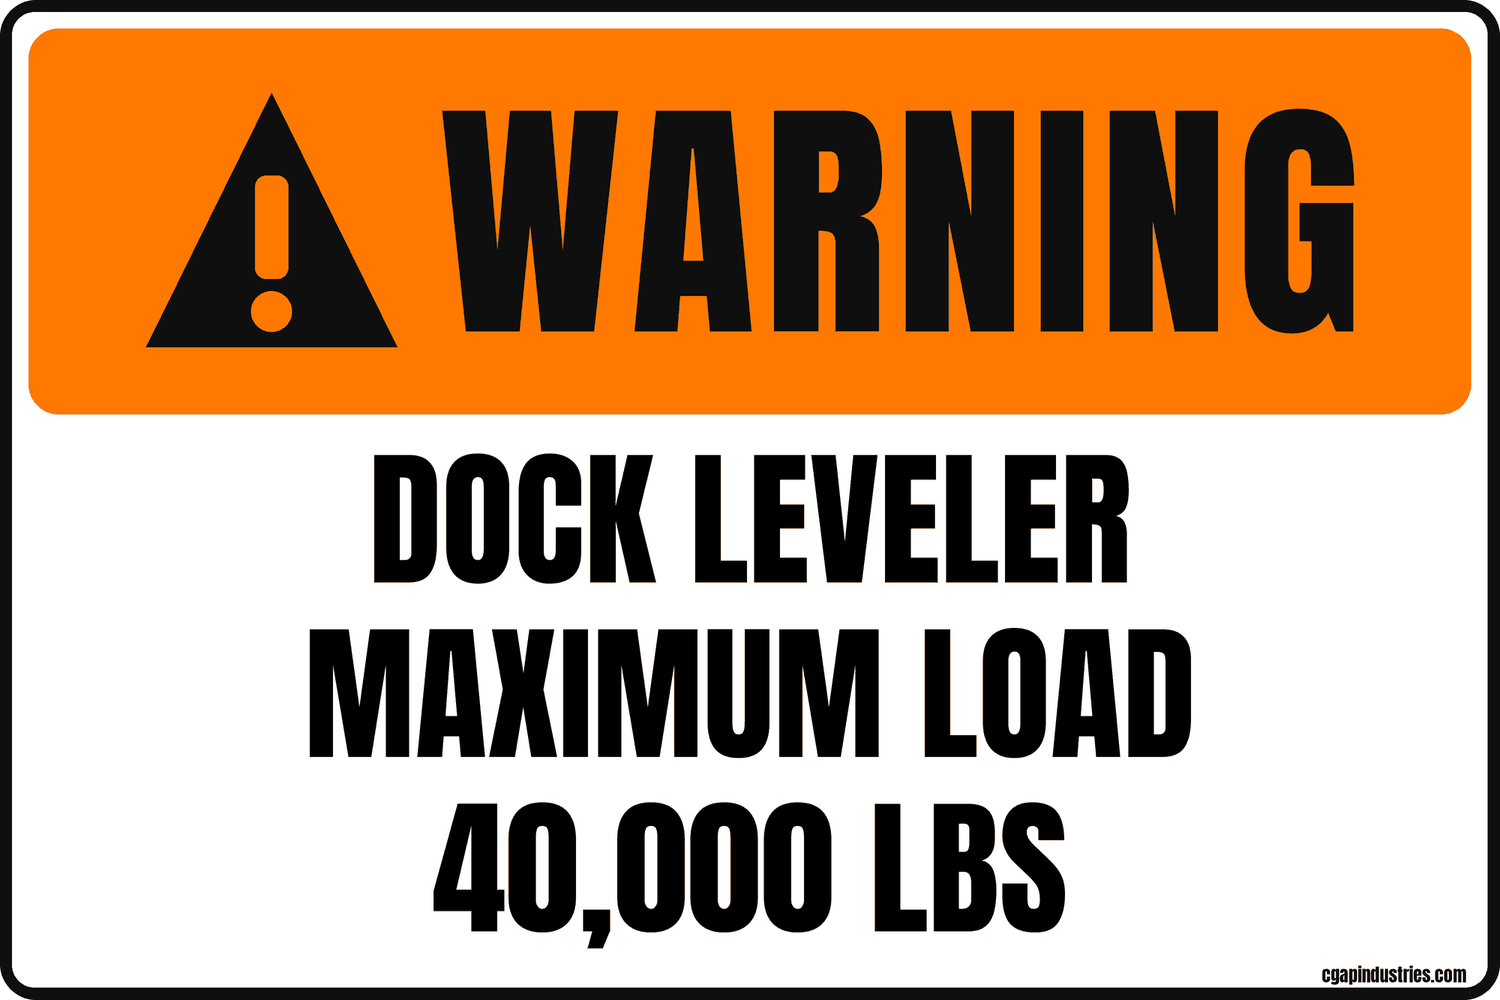 WARNING
DOCK LEVELER
MAXIMUM LOAD
40,000 LBS
cgapindustries.com